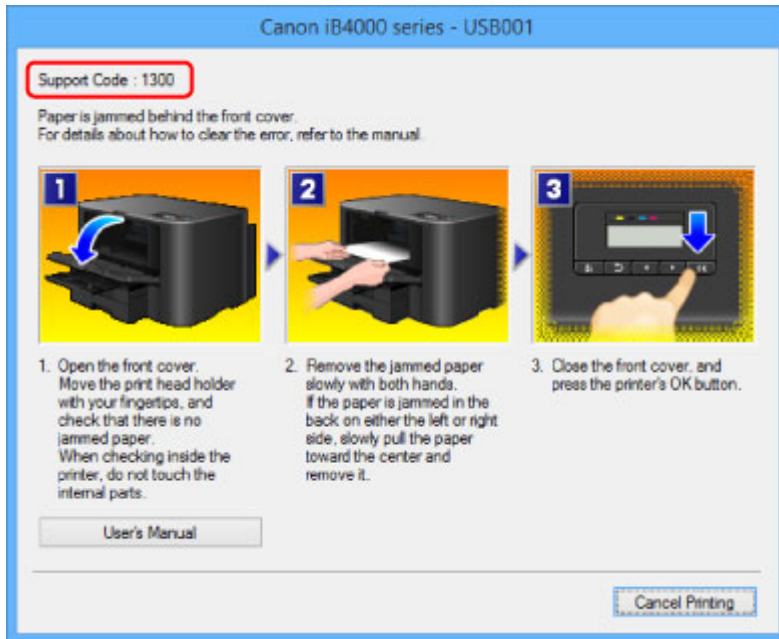 Canon iB4000 series - USB001
Support Code : 1300
Paper is jammed behind the front cover.
For details about how to clear the error, refer to the manual.
1
2
3
1. Open the front cover.
Move the print head holder
with your fingertips, and
check that there is no
jammed paper.
When checking inside the
printer, do not touch the
internal parts.
2. Remove the jammed paper
slowly with both hands.
If the paper is jammed in the
back on either the left or right
side, slowly pull the paper
toward the center and
remove it.
3. Close the front cover, and
press the printer's OK button.
User's Manual
Cancel Printing